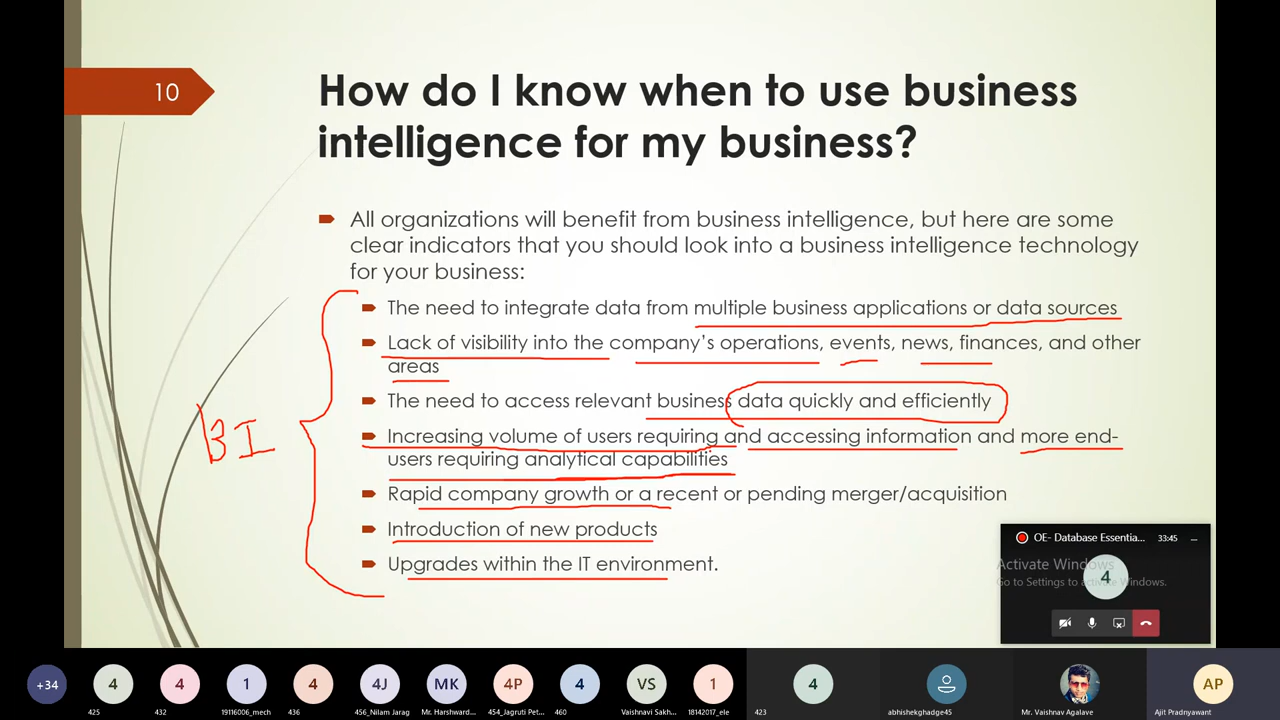 10
How do I know when to use business
intelligence for my business?
All organizations will benefit from business intelligence, but here are some
clear indicators that you should look into a business intelligence technology
for your business:
The need to integrate data from multiple business applications or data sources
Lack of visibility into the company's operations, events, news, finances, and other
areas
The need to access relevant business data quickly and efficiently
Increasing volume of users requiring and accessing information and more end-
users requiring analytical capabilities
BI
Rapid company growth or a recent or pending merger/acquisition
Introduction of new products
Upgrades within the IT environment.
OE- Database Essentia... 33:45
Activate Windows
Go to Settings to activate Windows.
4
+34 4 4 1 4 4J MK 4P 4 VS 1 4 AP
425 432 19116006_mech 436 456_Nilam Jarag Mr. Harshward... 454_Jagruti Pet... 460 Vaishnavi Sakh... 18142017_ele 423 abhishekghadge45 Mr. Vaishnav Agalave Ajit Pradnyawant